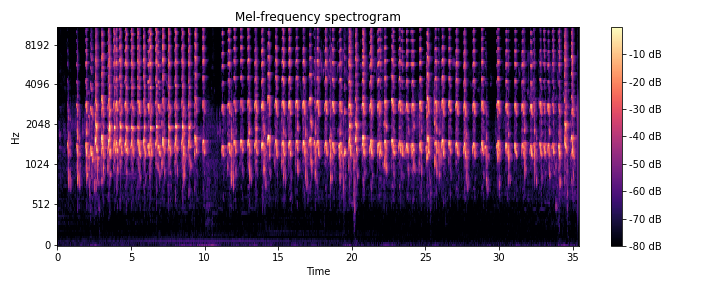 Mel-frequency spectrogram
8192
4096
2048
1024
512
0
Hz
0 5 10 15 20 25 30 35
Time
-10 dB
-20 dB
-30 dB
-40 dB
-50 dB
-60 dB
-70 dB
-80 dB